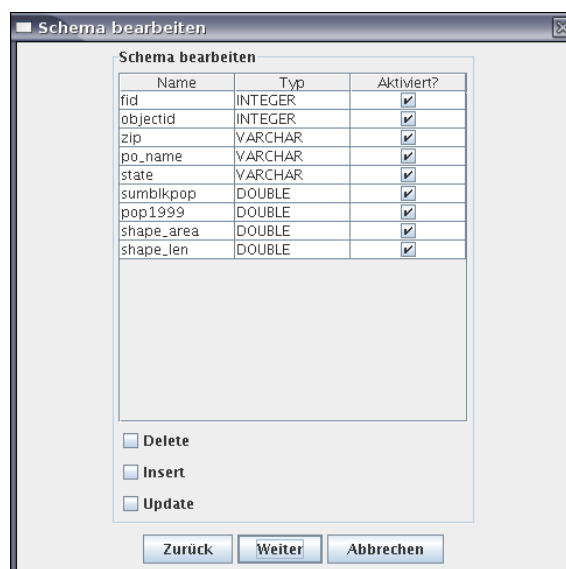 Schema bearbeiten
Schema bearbeiten
Name Typ Aktiviert?
fid INTEGER
objectid INTEGER
zip VARCHAR
po_name VARCHAR
state VARCHAR
sumblkpop DOUBLE
pop1999 DOUBLE
shape_area DOUBLE
shape_len DOUBLE
Delete
Insert
Update
Zurück Weiter Abbrechen